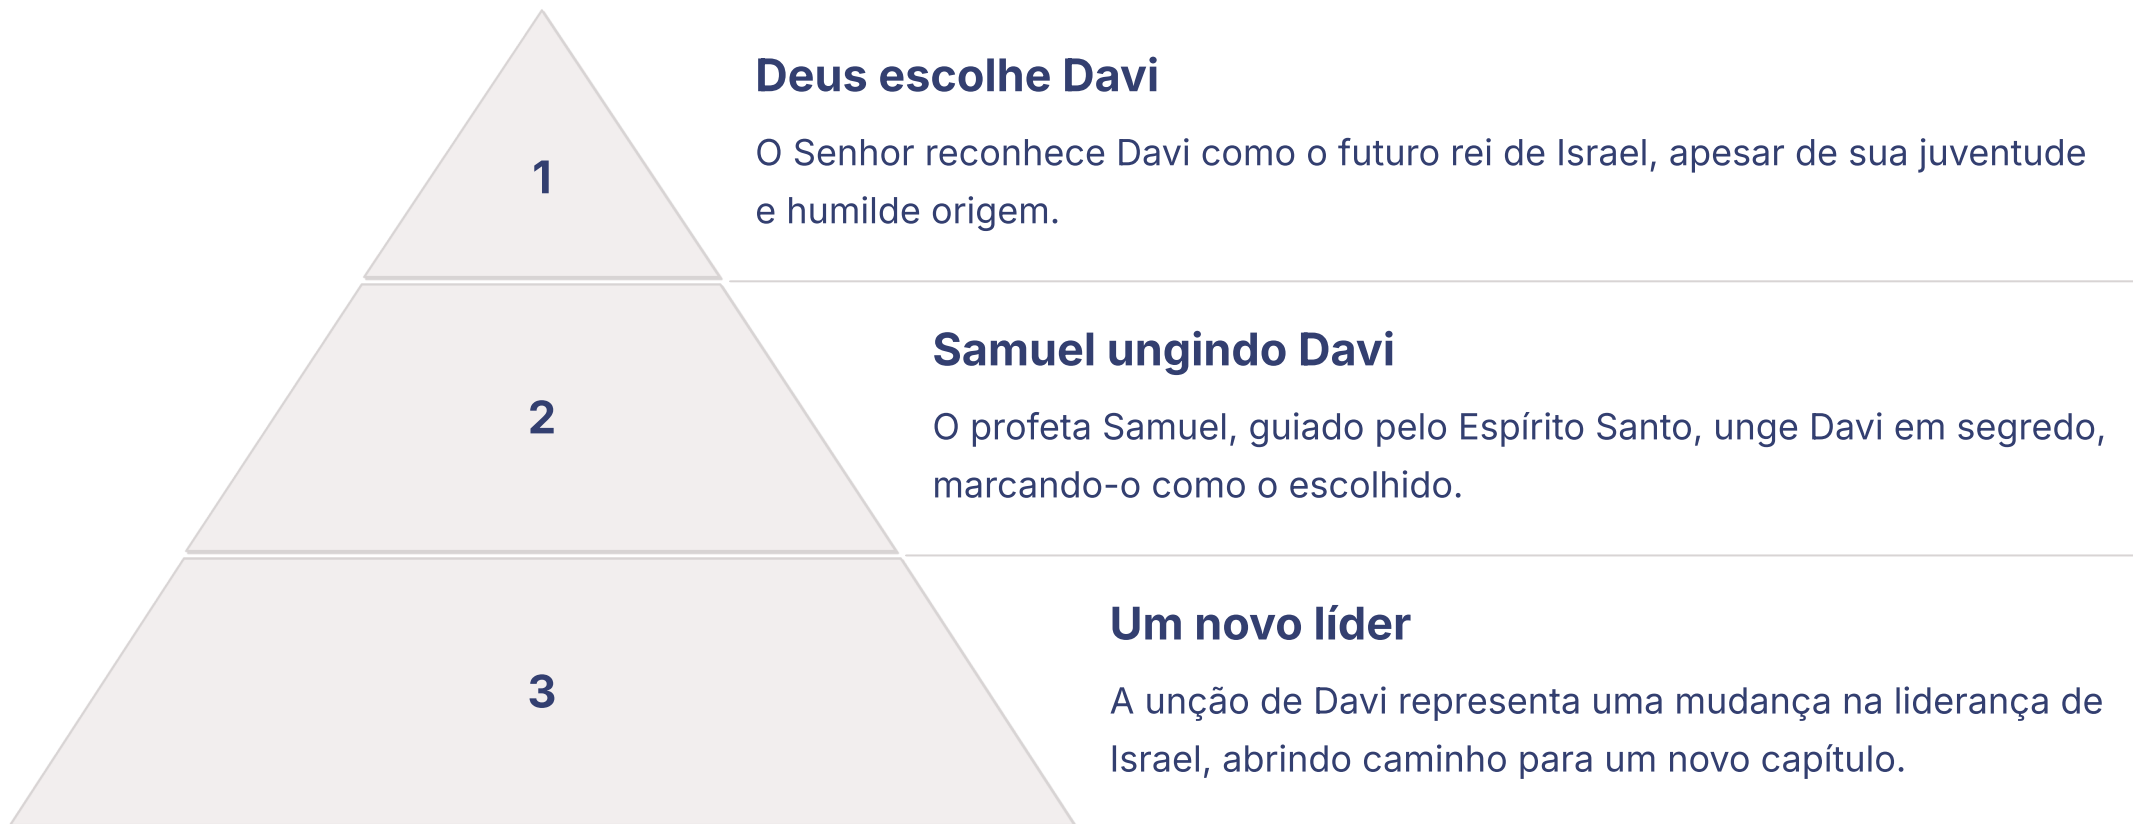 1
Deus escolhe Davi
O Senhor reconhece Davi como o futuro rei de Israel, apesar de sua juventude
e humilde origem.
2
Samuel ungindo Davi
O profeta Samuel, guiado pelo Espírito Santo, unge Davi em segredo,
marcando-o como o escolhido.
3
Um novo líder
A unção de Davi representa uma mudança na liderança de
Israel, abrindo caminho para um novo capítulo.